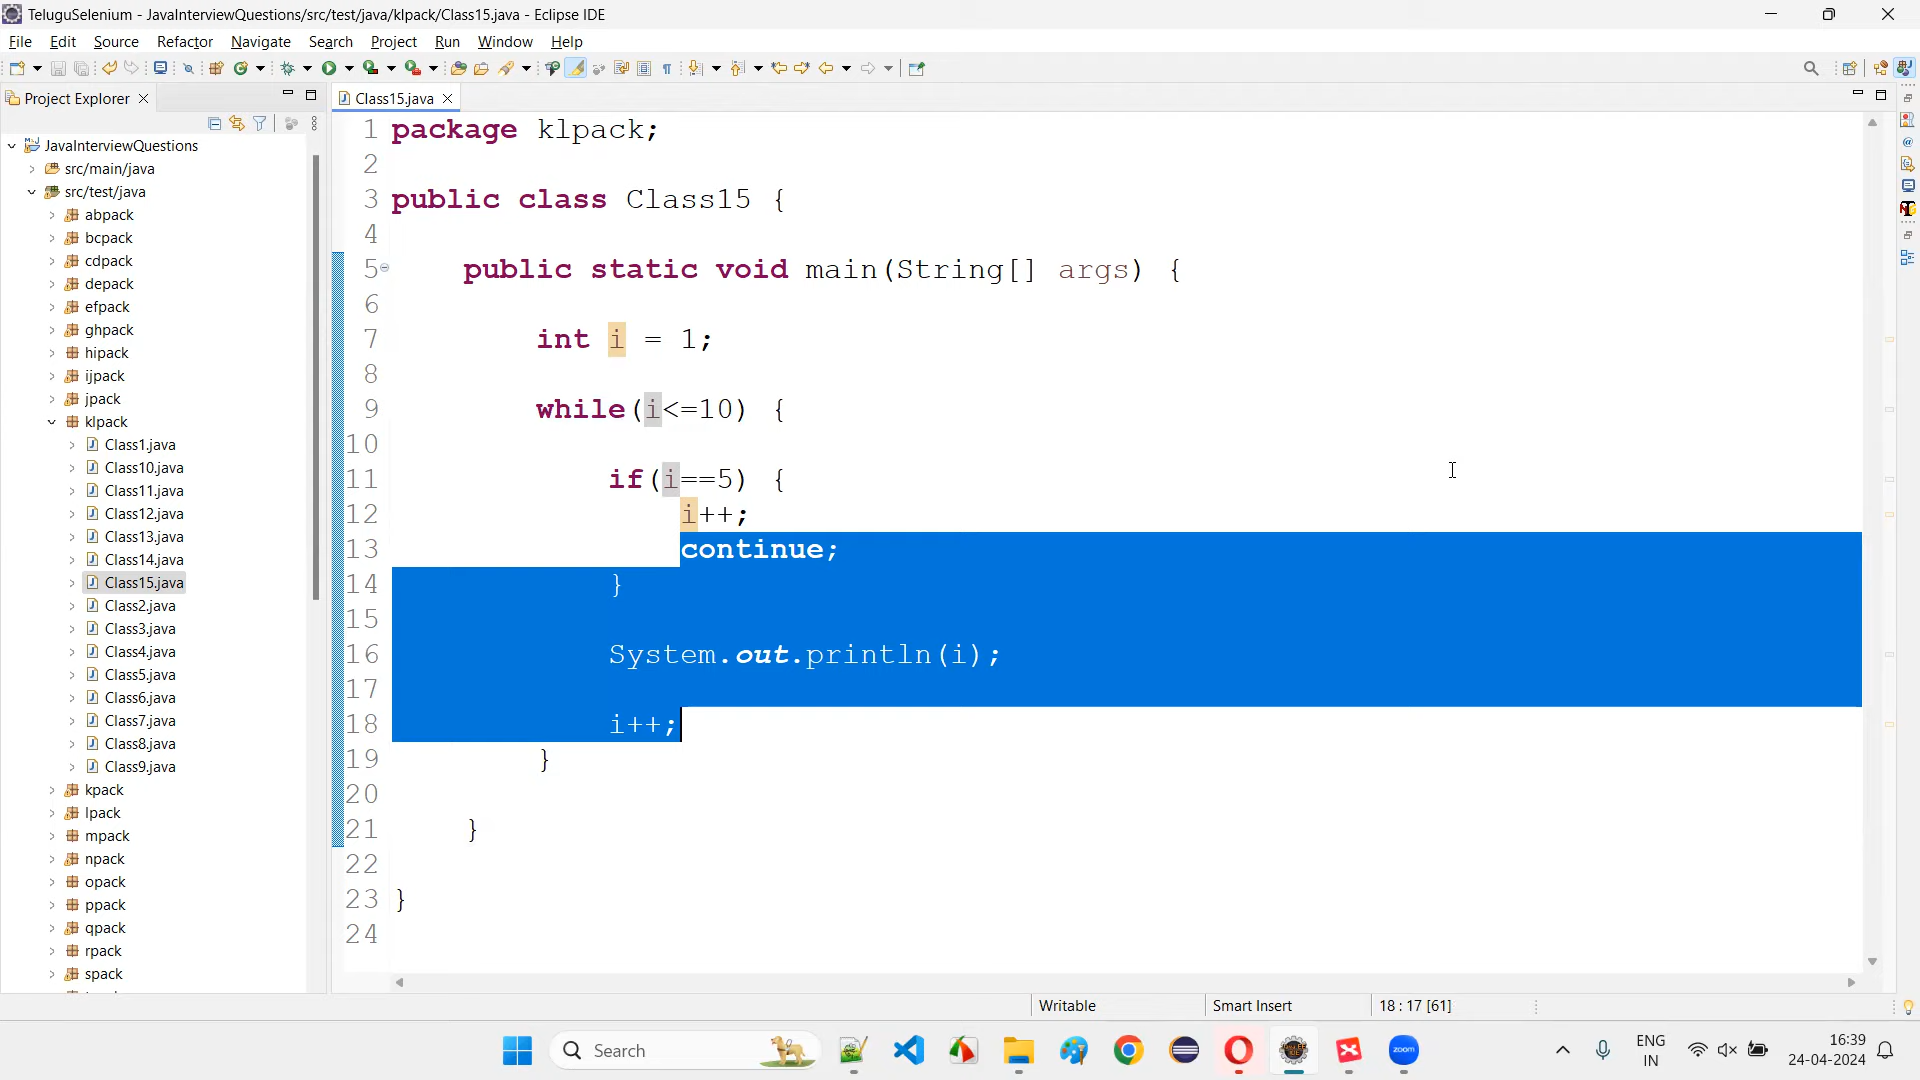 TeluguSelenium - JavaInterviewQuestions/src/test/java/klpack/Class15.java - Eclipse IDE
File Edit Source Refactor Navigate Search Project Run Window Help
Project Explorer
Class15.java
JavaInterviewQuestions
src/main/java
src/test/java
abpack
bcpack
cdpack
depack
efpack
ghpack
hipack
ijpack
jpack
klpack
Class1.java
Class10.java
Class11.java
Class12.java
Class13.java
Class14.java
Class15.java
Class2.java
Class3.java
Class4.java
Class5.java
Class6.java
Class7.java
Class8.java
Class9.java
kpack
lpack
mpack
npack
opack
ppack
qpack
rpack
spack
1 package klpack;
2
3 public class Class15 {
4
5 public static void main(String[] args) {
6
7 int i = 1;
8
9 while(i<=10) {
10
11 if(i==5) {
12 i++;
13 continue;
14 }
15
16 System.out.println(i);
17
18 i++;
19 }
20
21 }
22
23 }
24
Writable
Smart Insert
18 : 17 [61]
Search
zoom
ENG
IN
16:39
24-04-2024